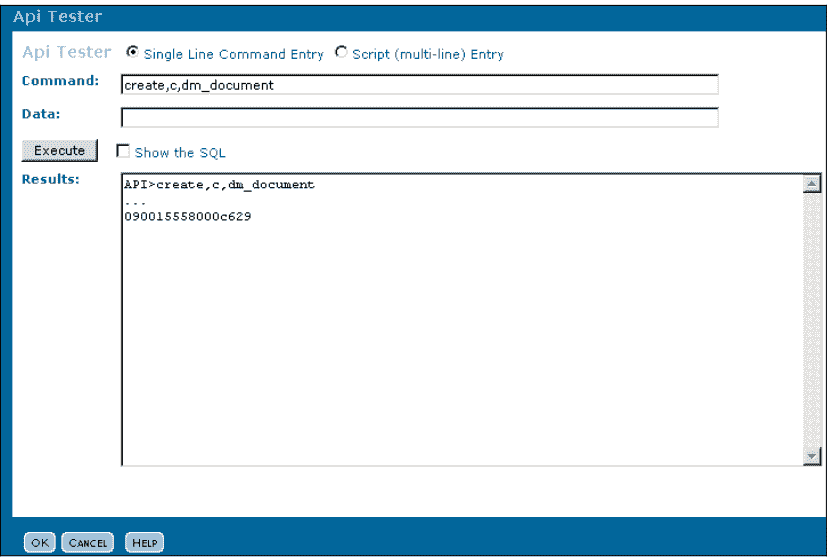 Api Tester
Api Tester Single Line Command Entry Script (multi-line) Entry
Command: create,c,dm_document
Data:
Execute Show the SQL
Results: API>create,c,dm_document
...
090015558000c629
OK CANCEL HELP